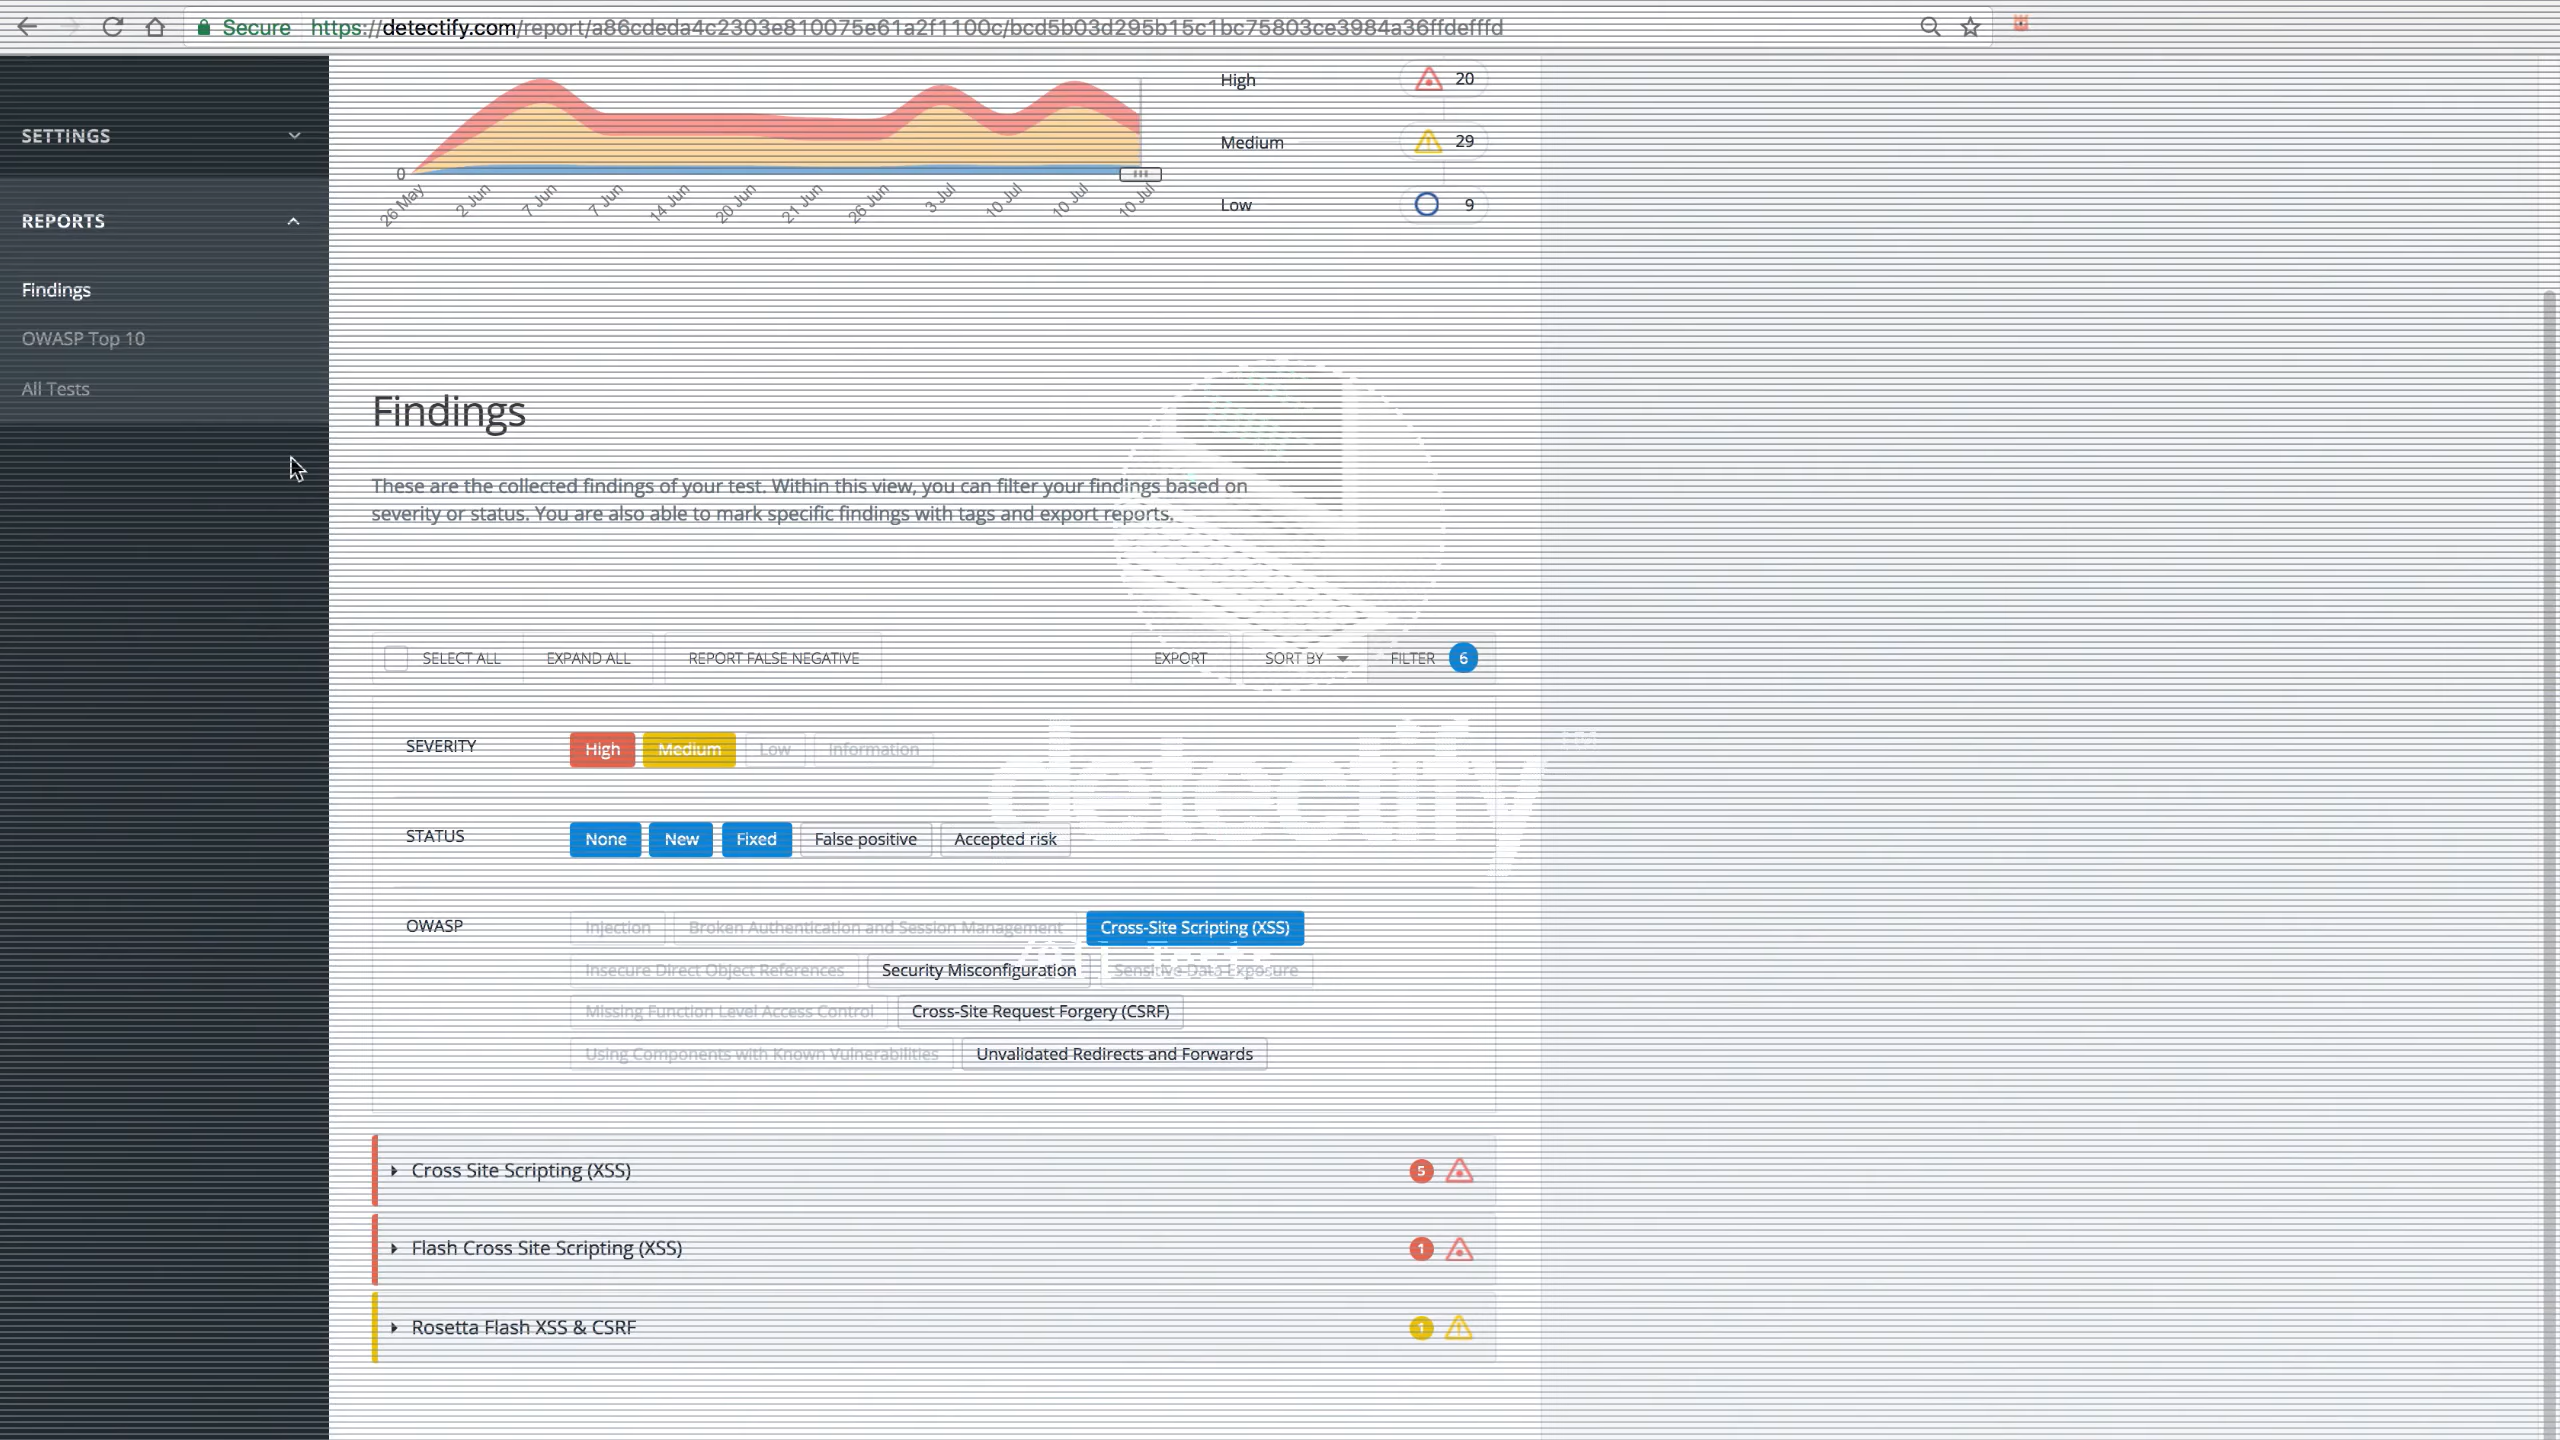 Secure https://detectify.com/report/a86cdeda4c2303e810075e61a2f1100c/bcd5b03d295b15c1bc75803ce3984a36ffdefffd
SETTINGS
REPORTS
Findings
OWASP Top 10
All Tests
0
26 May 2 Jun 7 Jun 7 Jun 14 Jun 20 Jun 21 Jun 26 Jun 3 Jul 10 Jul 10 Jul 10 Jul
High 20
Medium 29
Low 9
Findings
These are the collected findings of your test. Within this view, you can filter your findings based on
severity or status. You are also able to mark specific findings with tags and export reports.
SELECT ALL EXPAND ALL REPORT FALSE NEGATIVE EXPORT SORT BY FILTER 6
SEVERITY High Medium Low Information
detectify
STATUS None New Fixed False positive Accepted risk
OWASP Injection Broken Authentication and Session Management Cross-Site Scripting (XSS)
Insecure Direct Object References Security Misconfiguration Sensitive Data Exposure
Missing Function Level Access Control Cross-Site Request Forgery (CSRF)
Using Components with Known Vulnerabilities Unvalidated Redirects and Forwards
Cross Site Scripting (XSS) 5
Flash Cross Site Scripting (XSS) 1
Rosetta Flash XSS & CSRF 1